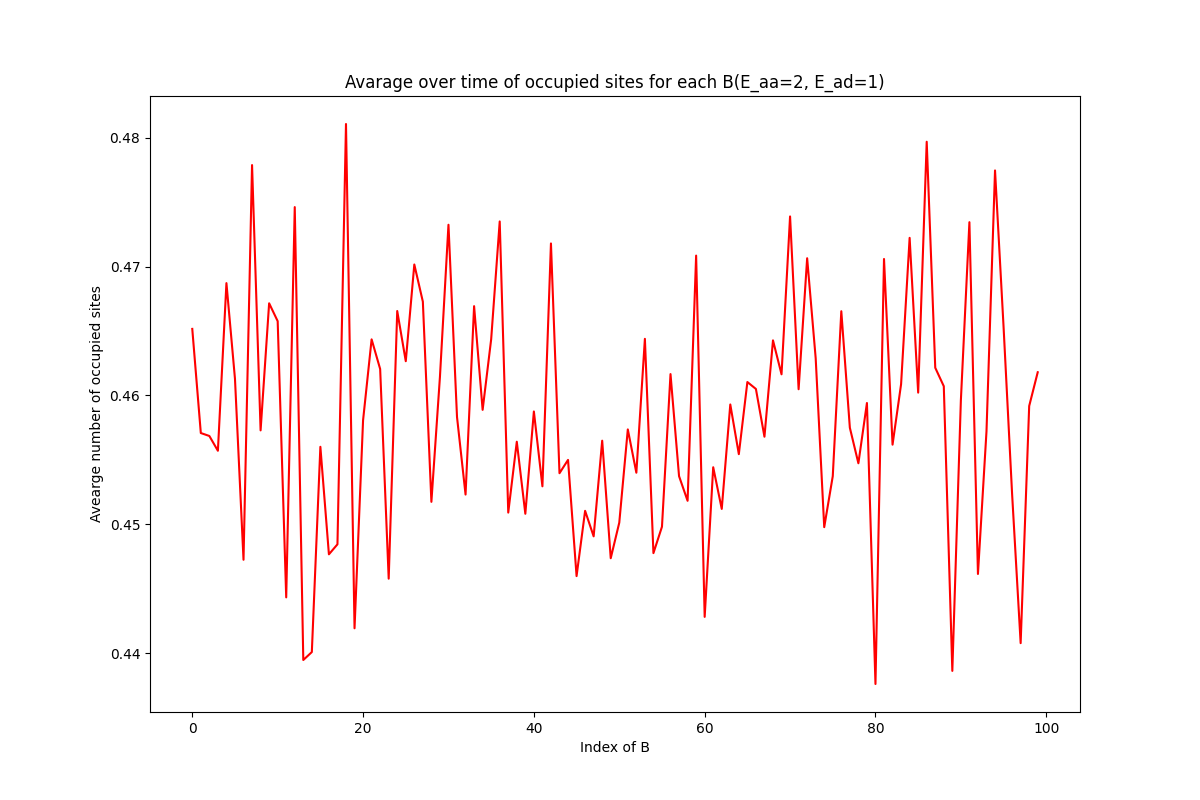 Avarage over time of occupied sites for each B(E_aa=2, E_ad=1)
0.48
0.47
0.46
0.45
0.44
Avearge number of occupied sites
0 20 40 60 80 100
Index of B